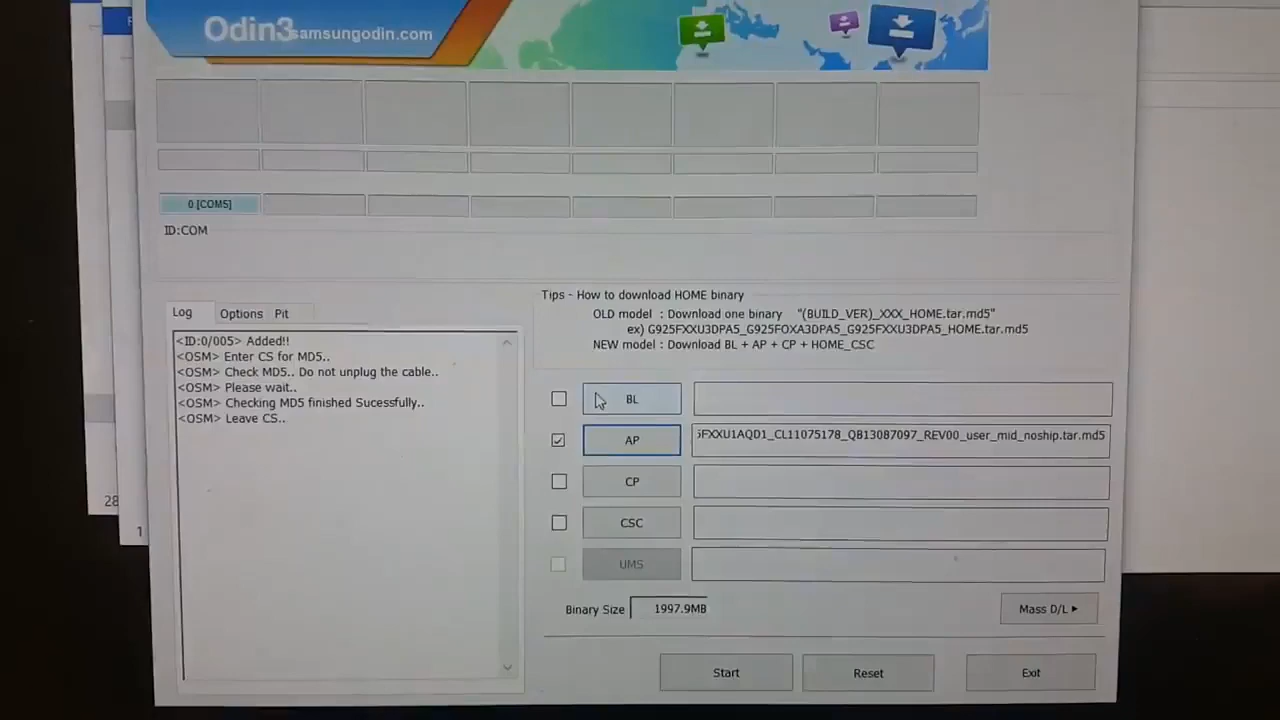 Odin3
samsungodin.com
0 [COM5]
ID:COM
Log
Options
Pit
Tips - How to download HOME binary
OLD model : Download one binary "(BUILD_VER)_XXX_HOME.tar.md5"
ex) G925FXXU3DPA5_G925FOXA3DPA5_G925FXXU3DPA5_HOME.tar.md5
NEW model : Download BL + AP + CP + HOME_CSC
<ID:0/005> Added!!
<OSM> Enter CS for MD5..
<OSM> Check MD5.. Do not unplug the cable..
<OSM> Please wait..
<OSM> Checking MD5 finished Sucessfully..
<OSM> Leave CS..
BL
AP
FXXU1AQD1_CL11075178_QB13087097_REV00_user_mid_noship.tar.md5
CP
CSC
UMS
Binary Size
1997.9MB
Mass D/L
Start
Reset
Exit
28
1